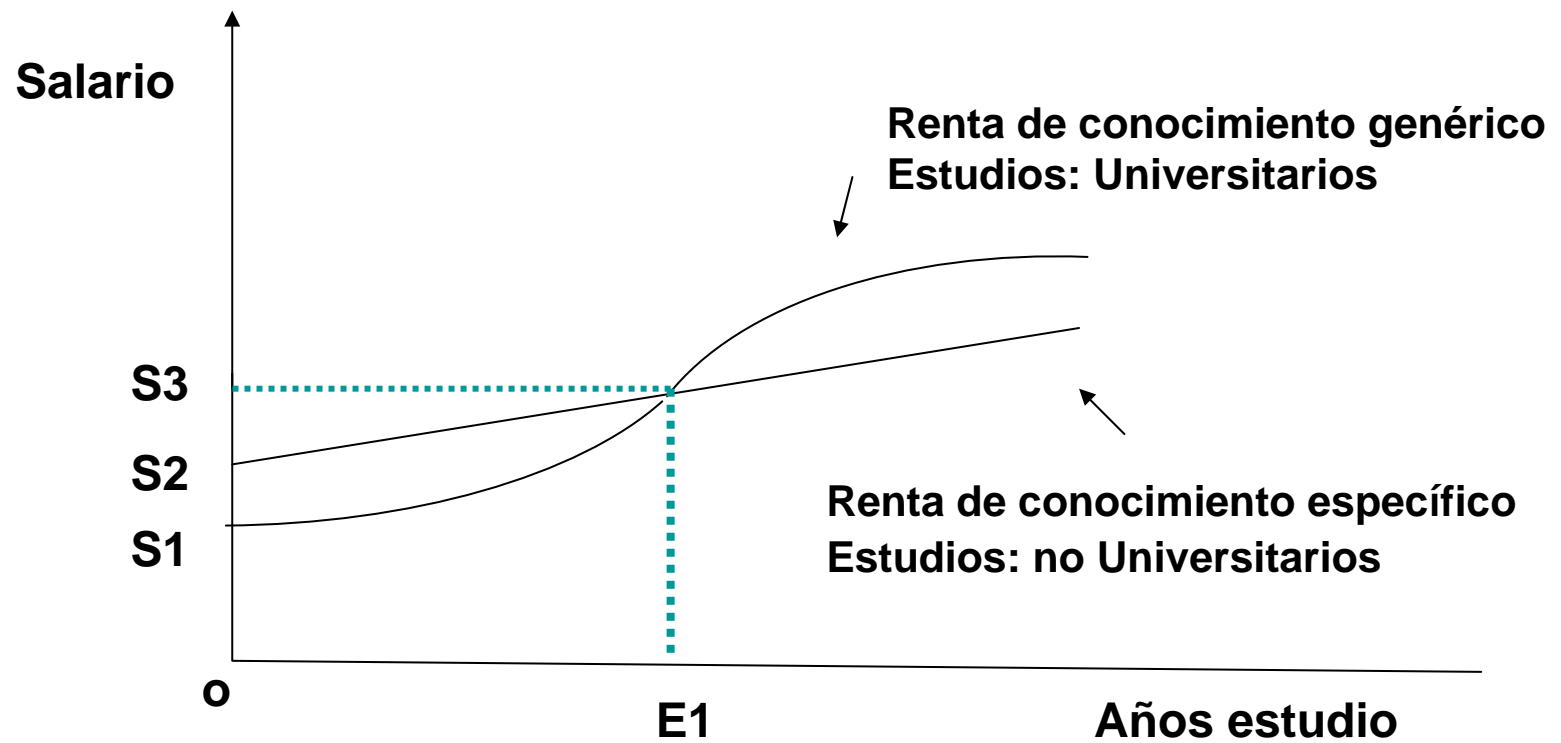 Salario
Renta de conocimiento genérico
Estudios: Universitarios
S3
S2
S1
Renta de conocimiento específico
Estudios: no Universitarios
o
E1
Años estudio